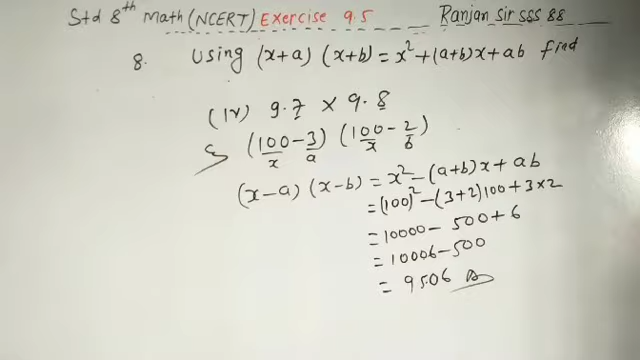 Std 8th Math (NCERT) Exercise 9.5 Ranjan Sir SSS 88
8. Using (x+a) (x+b) = x²+(a+b)x+ab find
(IV) 9.7 × 9.8
(100-3) (100-2)
x a x b
(x-a) (x-b) = x²-(a+b)x+ab
=(100)²-(3+2)100+3×2
=10000-500+6
=10006-500
= 9506